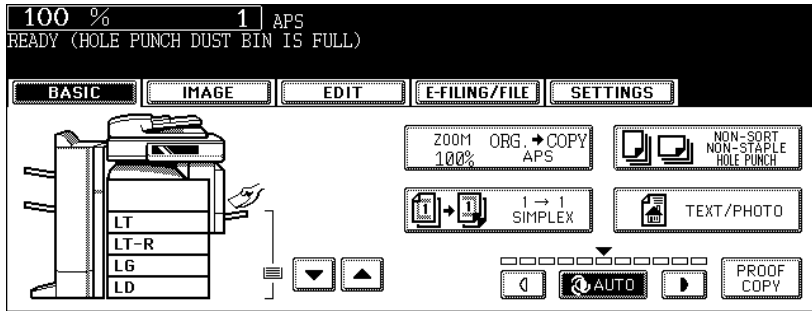 100 % 1 APS
READY (HOLE PUNCH DUST BIN IS FULL)
BASIC IMAGE EDIT E-FILING/FILE SETTINGS
ZOOM ORG.➔COPY
100% APS
NON-SORT
NON-STAPLE
HOLE PUNCH
1 ➔ 1
1 → 1
SIMPLEX
TEXT/PHOTO
LT
LT-R
LG
LD
AUTO
PROOF
COPY